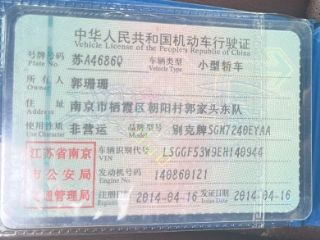 中华人民共和国机动车行驶证
Vehicle License of the People's Republic of China
号牌号码 苏A4686Q 车辆类型 小型轿车
Plate No. Vehicle Type
所有人 郭珊珊
Owner
住址 南京市栖霞区朝阳村郭家头东队
Address
使用性质 非营运 品牌型号 别克牌SGM7240EYAA
Use Character Model
江苏省南京
市公安局
交通管理局
车辆识别代号 LSGGF53W9EH140944
VIN
发动机号码 140860121
Engine No.
注册日期 2014-04-16 发证日期 2014-04-16
Issue Date